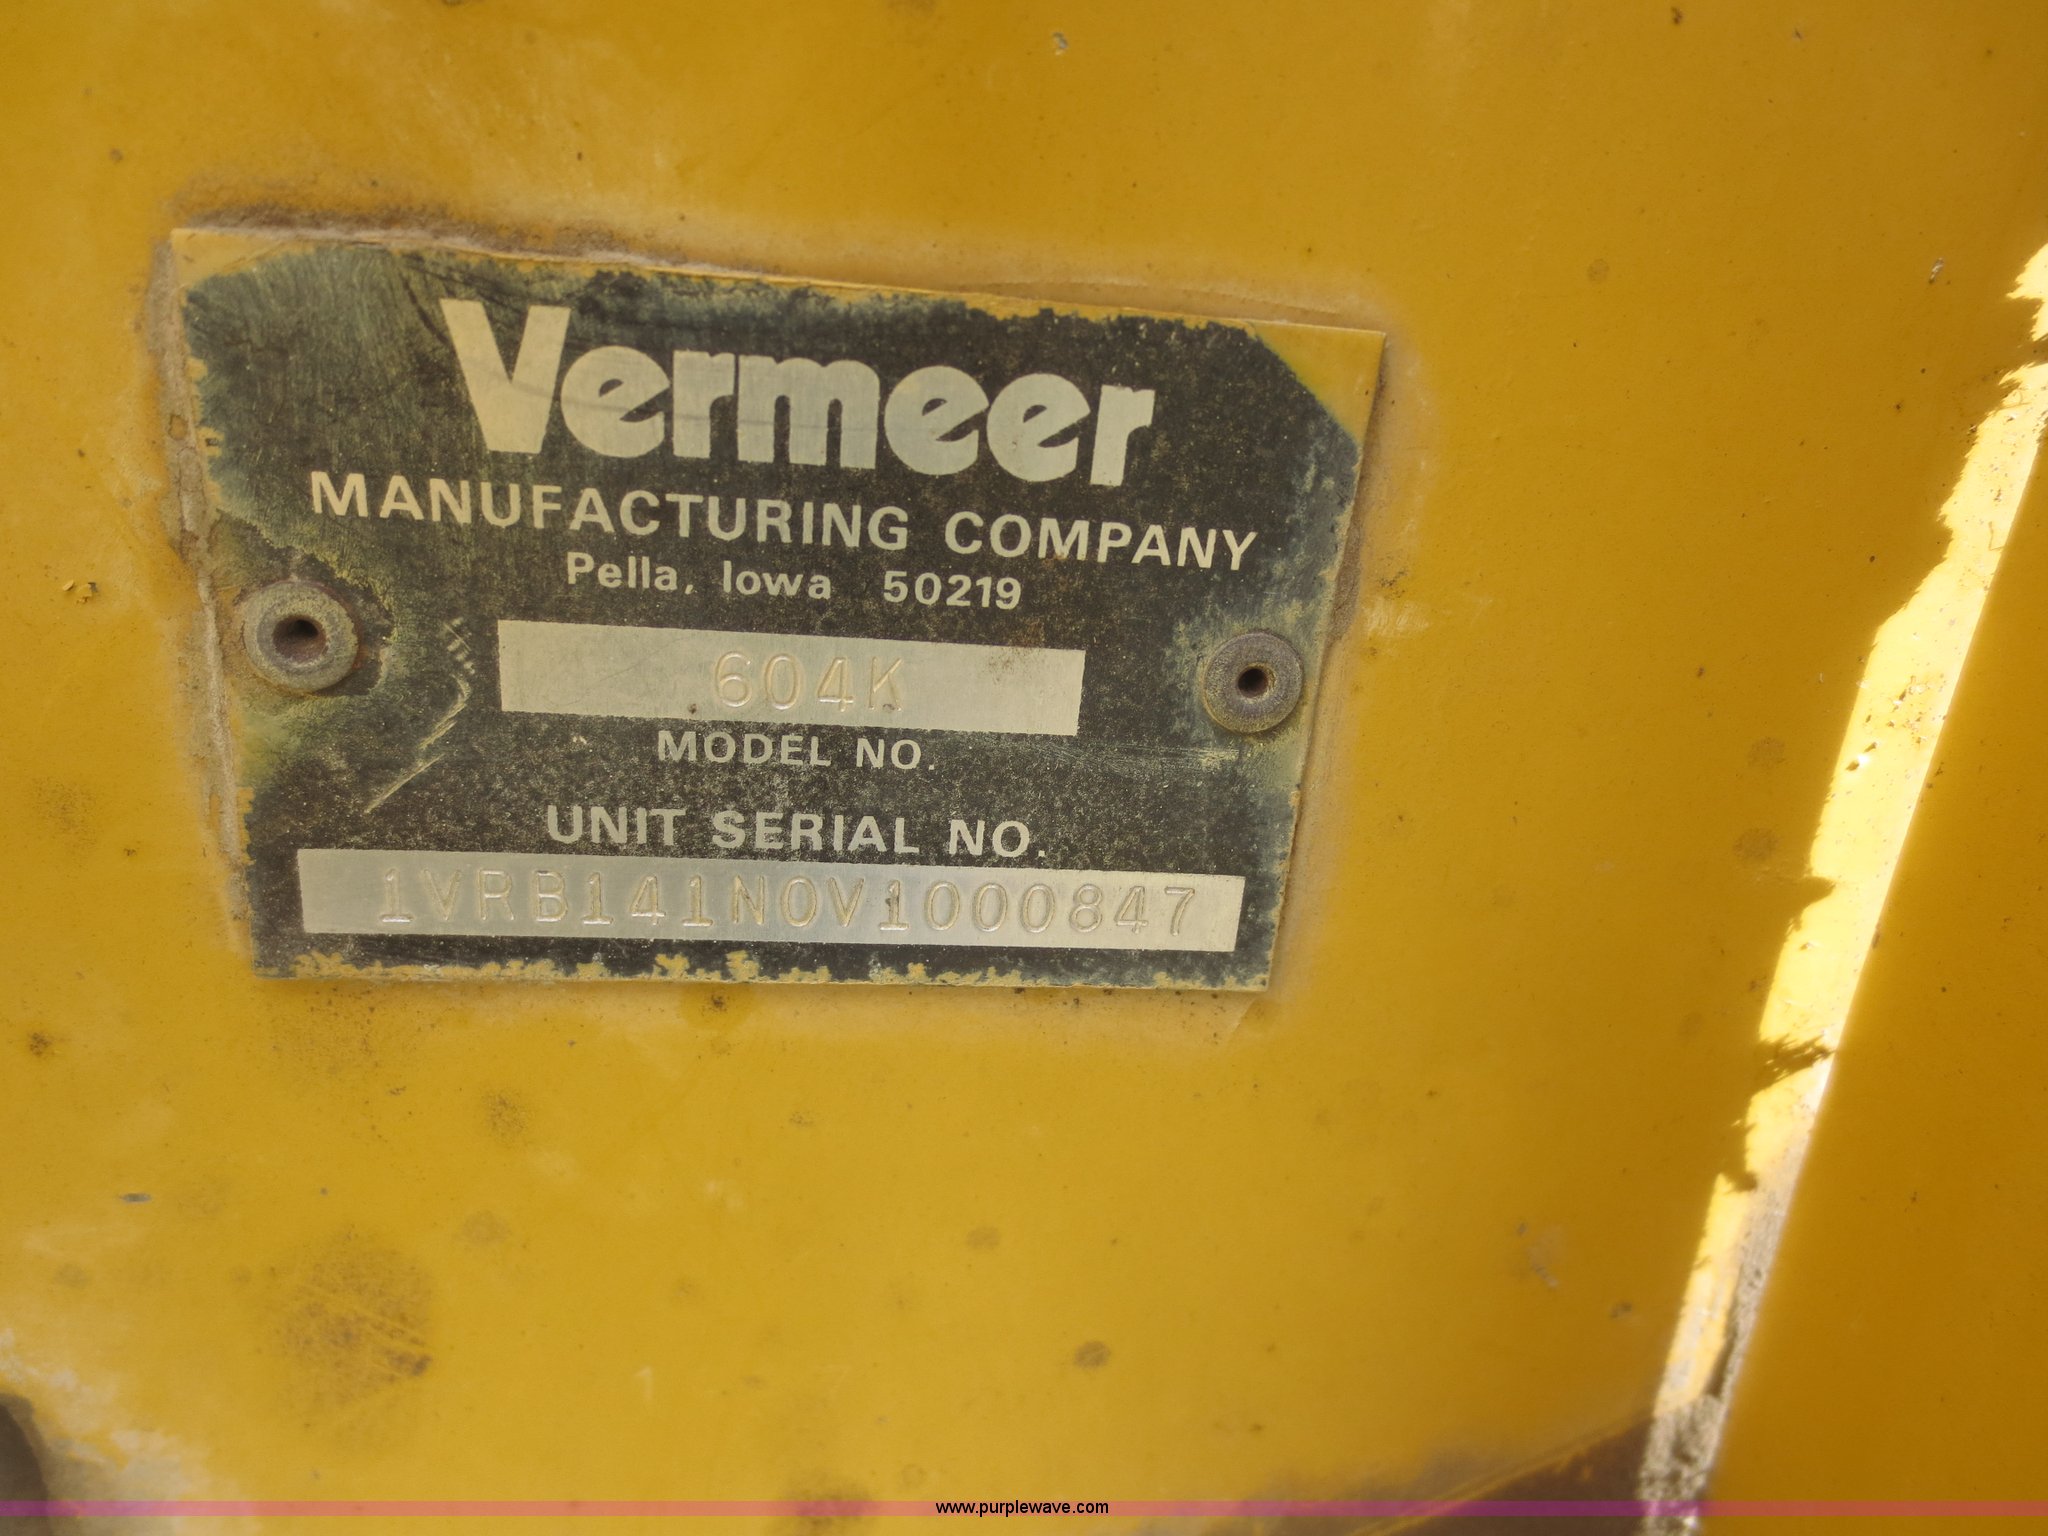 Vermeer
MANUFACTURING COMPANY
Pella, Iowa 50219
604K
MODEL NO.
UNIT SERIAL NO.
1VRB141N0V1000847
www.purplewave.com